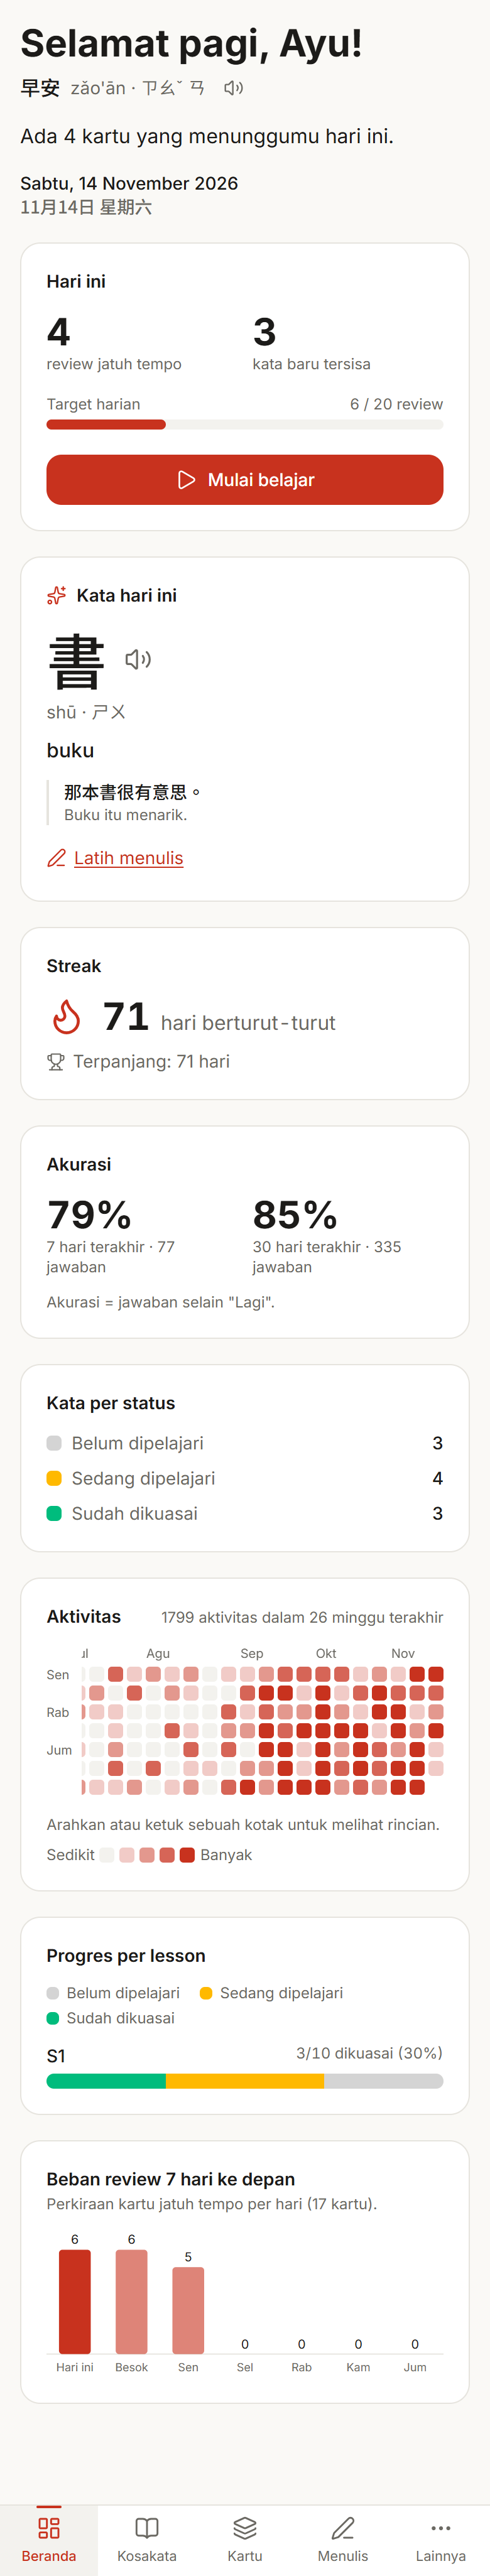 Selamat pagi, Ayu!
早安 zǎo'ān · ㄗㄠˇ ㄢ
Ada 4 kartu yang menunggumu hari ini.
Sabtu, 14 November 2026
11月14日 星期六
Hari ini
4 3
review jatuh tempo kata baru tersisa
Target harian 6 / 20 review
Mulai belajar
Kata hari ini
書
shū · ㄕㄨ
buku
那本書很有意思。
Buku itu menarik.
Latih menulis
Streak
71 hari berturut-turut
Terpanjang: 71 hari
Akurasi
79% 85%
7 hari terakhir · 77 jawaban
30 hari terakhir · 335 jawaban
Akurasi = jawaban selain "Lagi".
Kata per status
Belum dipelajari 3
Sedang dipelajari 4
Sudah dikuasai 3
Aktivitas 1799 aktivitas dalam 26 minggu terakhir
Agu Sep Okt Nov
Sen
Rab
Jum
Arahkan atau ketuk sebuah kotak untuk melihat rincian.
Sedikit Banyak
Progres per lesson
Belum dipelajari Sedang dipelajari
Sudah dikuasai
S1 3/10 dikuasai (30%)
Beban review 7 hari ke depan
Perkiraan kartu jatuh tempo per hari (17 kartu).
6 6 5 0 0 0 0
Hari ini Besok Sen Sel Rab Kam Jum
Beranda Kosakata Kartu Menulis Lainnya